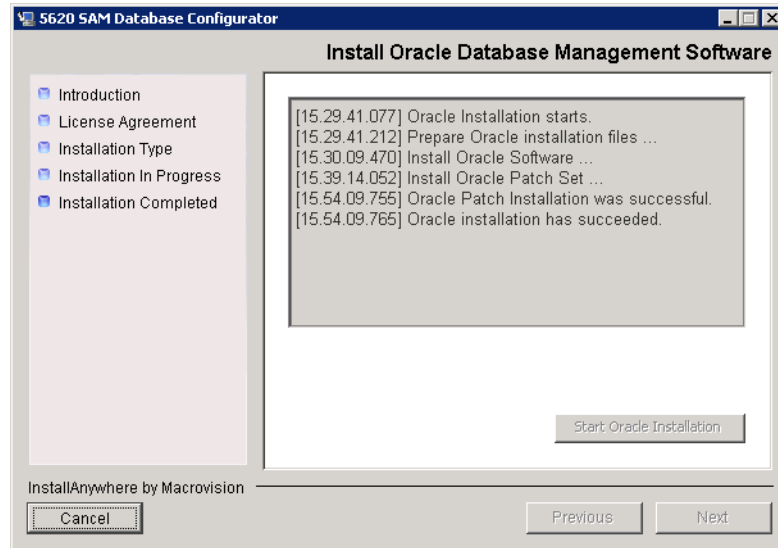 5620 SAM Database Configurator
Install Oracle Database Management Software
Introduction
License Agreement
Installation Type
Installation In Progress
Installation Completed
[15.29.41.077] Oracle Installation starts.
[15.29.41.212] Prepare Oracle installation files ...
[15.30.09.470] Install Oracle Software ...
[15.39.14.052] Install Oracle Patch Set ...
[15.54.09.755] Oracle Patch Installation was successful.
[15.54.09.765] Oracle installation has succeeded.
Start Oracle Installation
InstallAnywhere by Macrovision
Cancel
Previous
Next